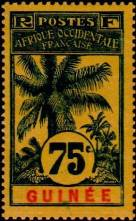 R POSTES F
AFRIQUE OCCIDENTALE
FRANÇAISE
75c
GUINÉE